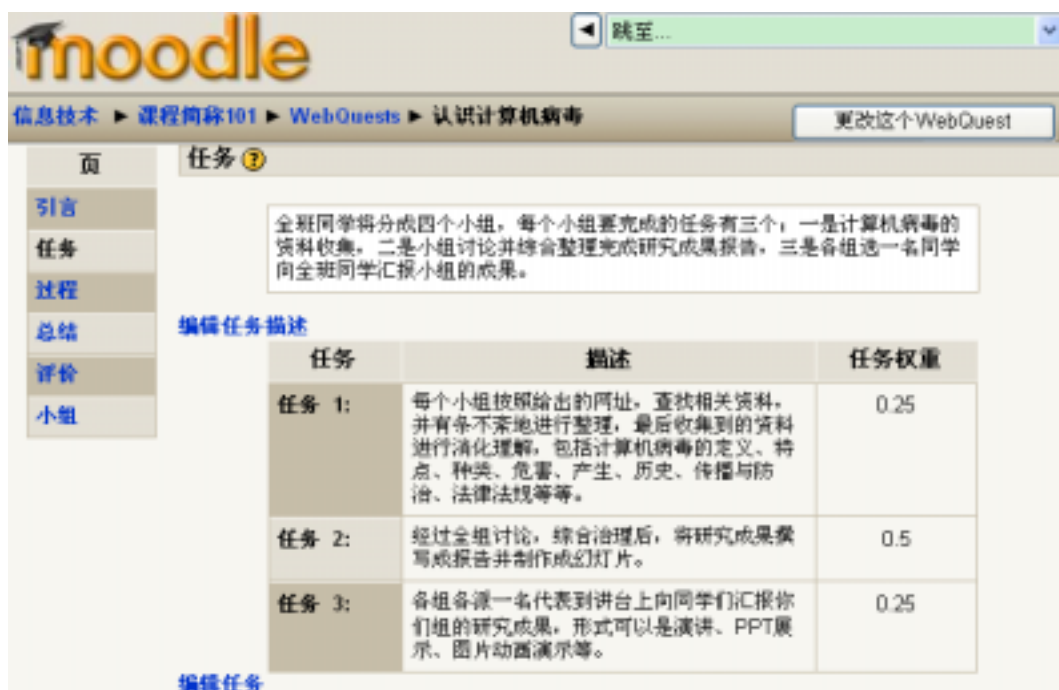 moodle
跳至...
信息技术 ► 课程简称101 ► WebQuests ► 认识计算机病毒
更改这个WebQuest
页
引言
任务
过程
总结
评价
小组
任务
全班同学将分成四个小组，每个小组要完成的任务有三个：一是计算机病毒的
资料收集，二是小组讨论并综合整理完成研究成果报告，三是各组选一名同学
向全班同学汇报小组的成果。
编辑任务描述
任务 描述 任务权重
任务 1: 每个小组按照给出的网址，查找相关资料， 0.25
并有条不紊地进行整理，最后收集到的资料
进行消化理解，包括计算机病毒的定义、特
点、种类、危害、产生、历史、传播与防
治、法律法规等等。
任务 2: 经过全组讨论，综合治理后，将研究成果撰 0.5
写成报告并制作成幻灯片。
任务 3: 各组各派一名代表到讲台上向同学们汇报你 0.25
们组的研究成果，形式可以是演讲、PPT展
示、图片动画演示等。
编辑任务